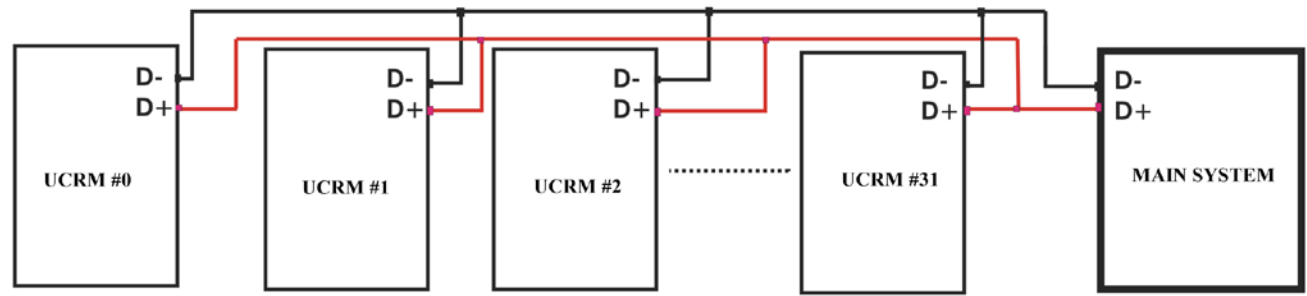 D-
D+
UCRM #0
D-
D+
UCRM #1
D-
D+
UCRM #2
D-
D+
UCRM #31
D-
D+
MAIN SYSTEM